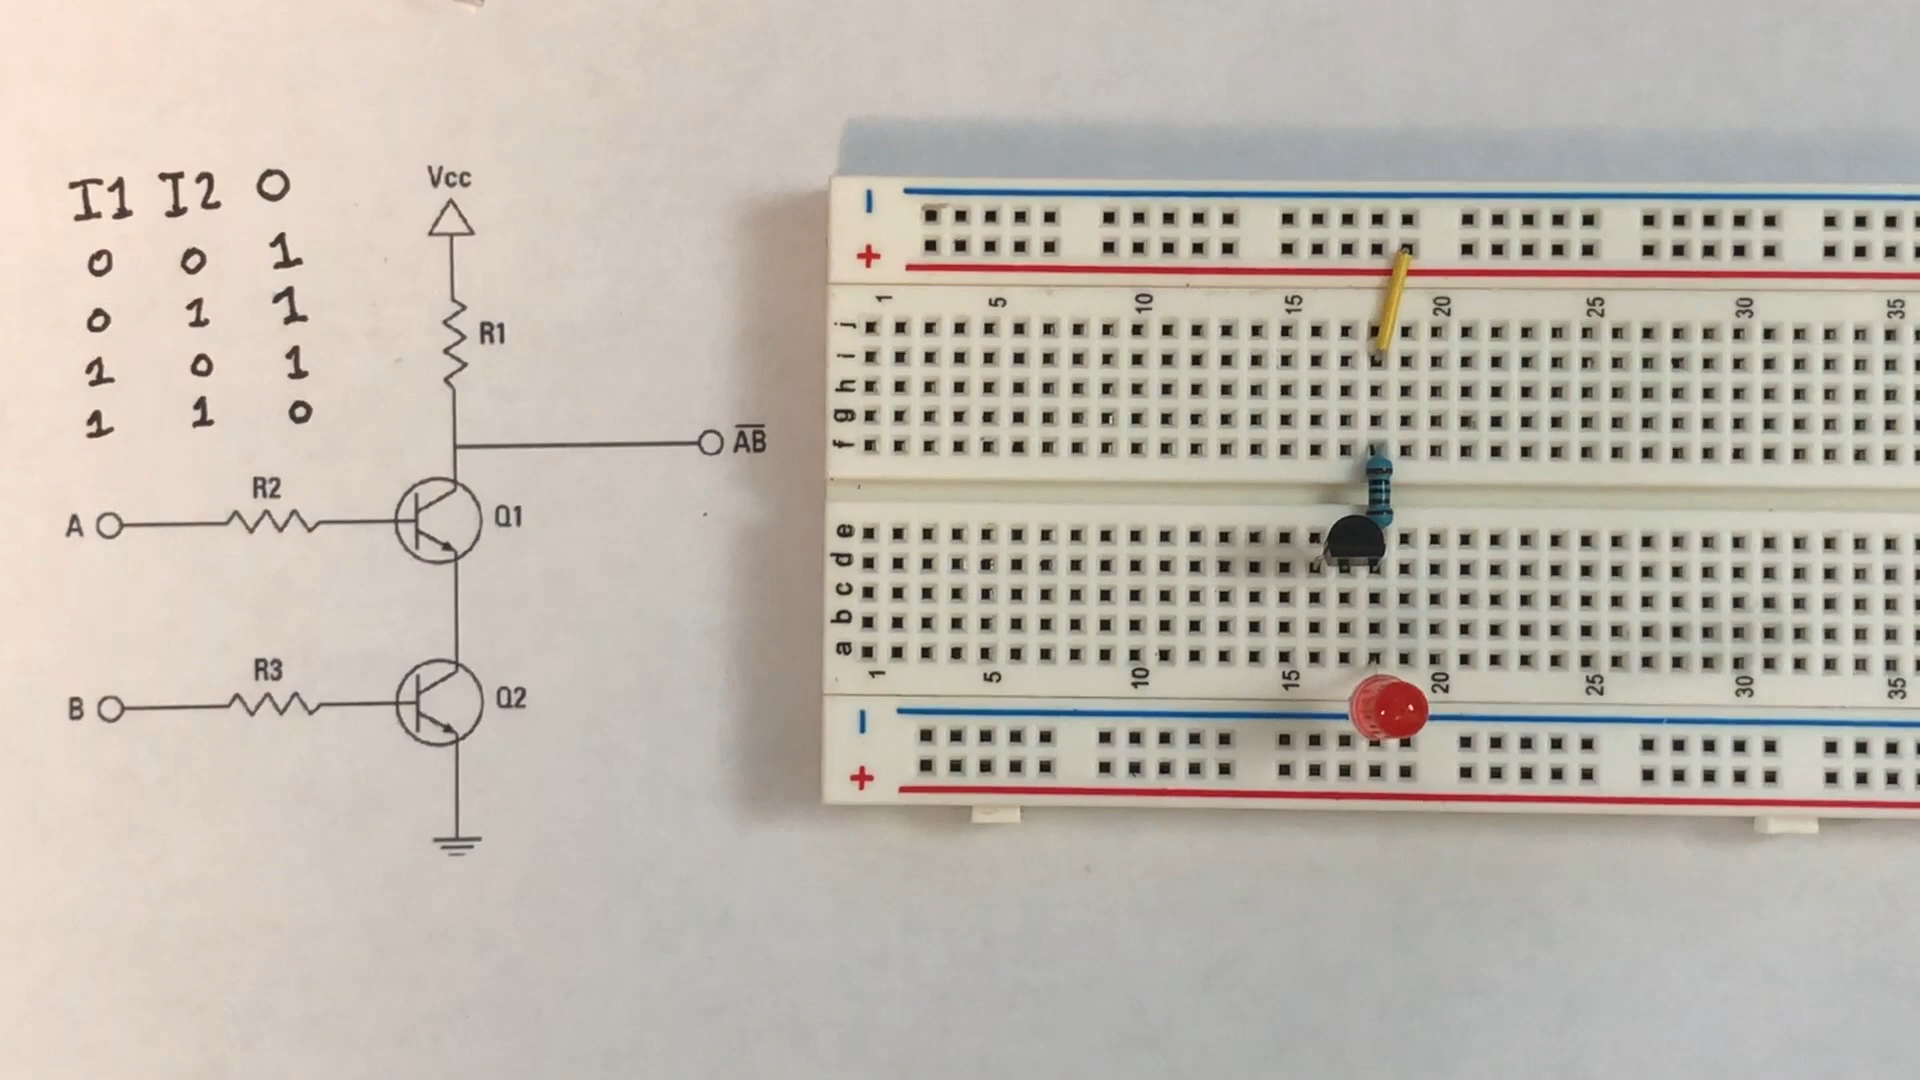 I1 I2 O
0 0 1
0 1 1
1 0 1
1 1 0
Vcc
R1
AB
R2
A
Q1
R3
B
Q2
−
+
1 5 10 15 20 25 30 35
j
i
h
g
f
e
d
c
b
a
1 5 10 15 20 25 30 35
−
+